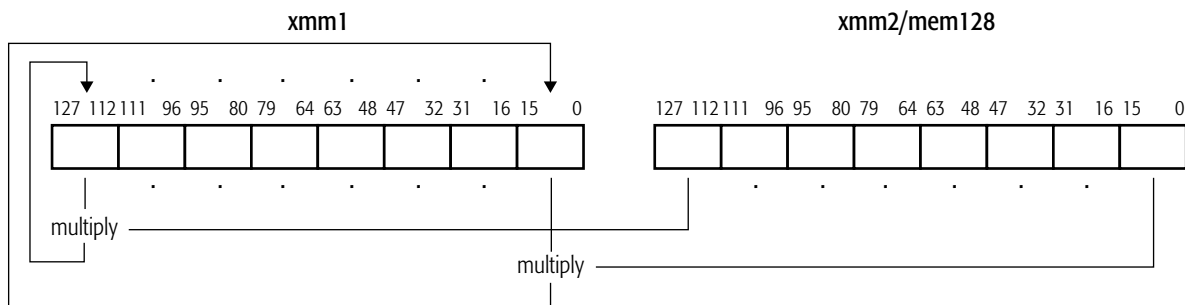 xmm1 xmm2/mem128
127 112 111 96 95 80 79 64 63 48 47 32 31 16 15 0 127 112 111 96 95 80 79 64 63 48 47 32 31 16 15 0
multiply
multiply